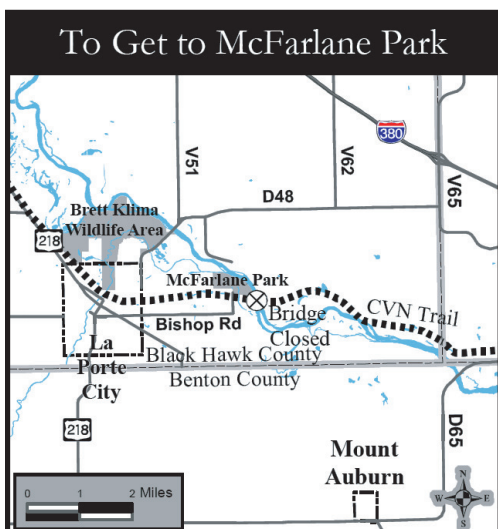 To Get to McFarlane Park
380
V51
V62
V65
D48
Brett Klima
Wildlife Area
218
McFarlane Park
CVN Trail
Bridge
Closed
Bishop Rd
La
Porte
City
Black Hawk County
Benton County
218
D65
Mount
Auburn
0 1 2 Miles
N
W E
S